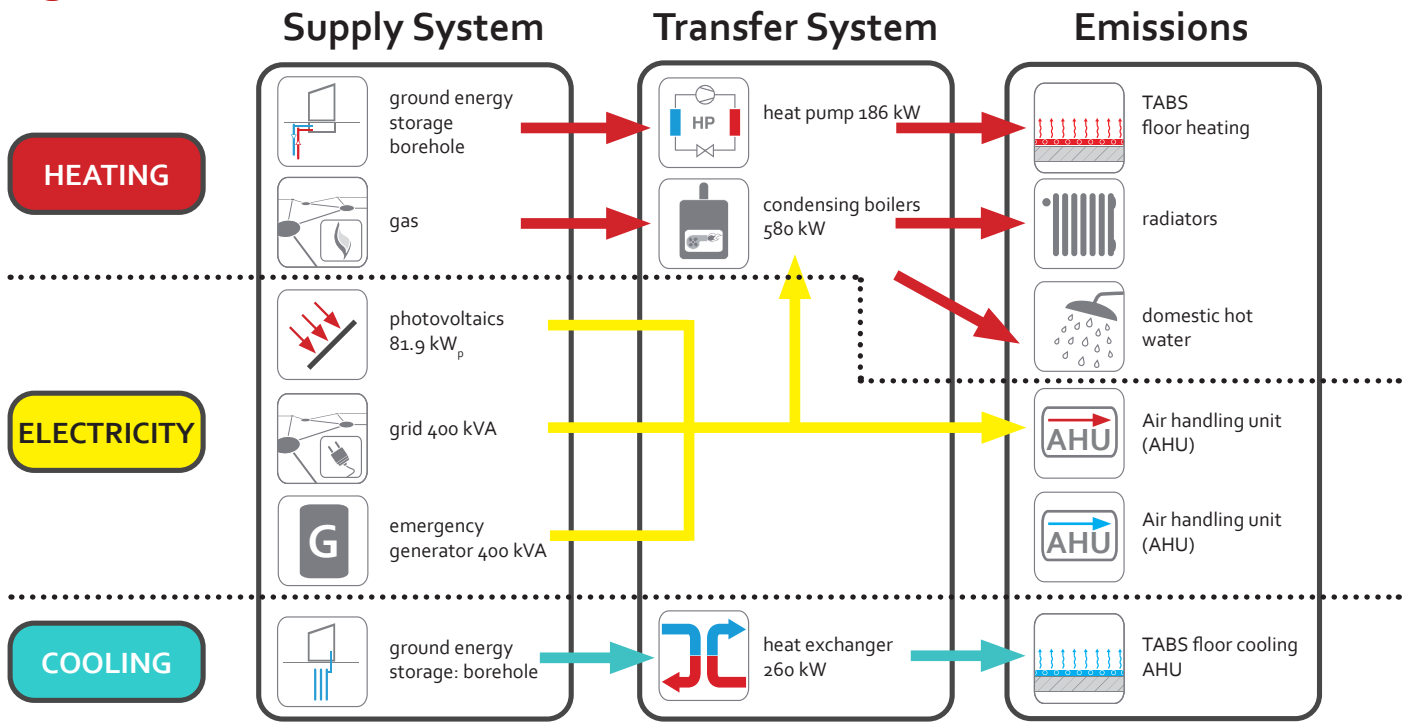 Supply System
Transfer System
Emissions
HEATING
ground energy
storage
borehole
HP
heat pump 186 kW
TABS
floor heating
gas
condensing boilers
580 kW
radiators
domestic hot
water
ELECTRICITY
photovoltaics
81.9 kWp
grid 400 kVA
G
emergency
generator 400 kVA
AHU
Air handling unit
(AHU)
AHU
Air handling unit
(AHU)
COOLING
ground energy
storage: borehole
heat exchanger
260 kW
TABS floor cooling
AHU